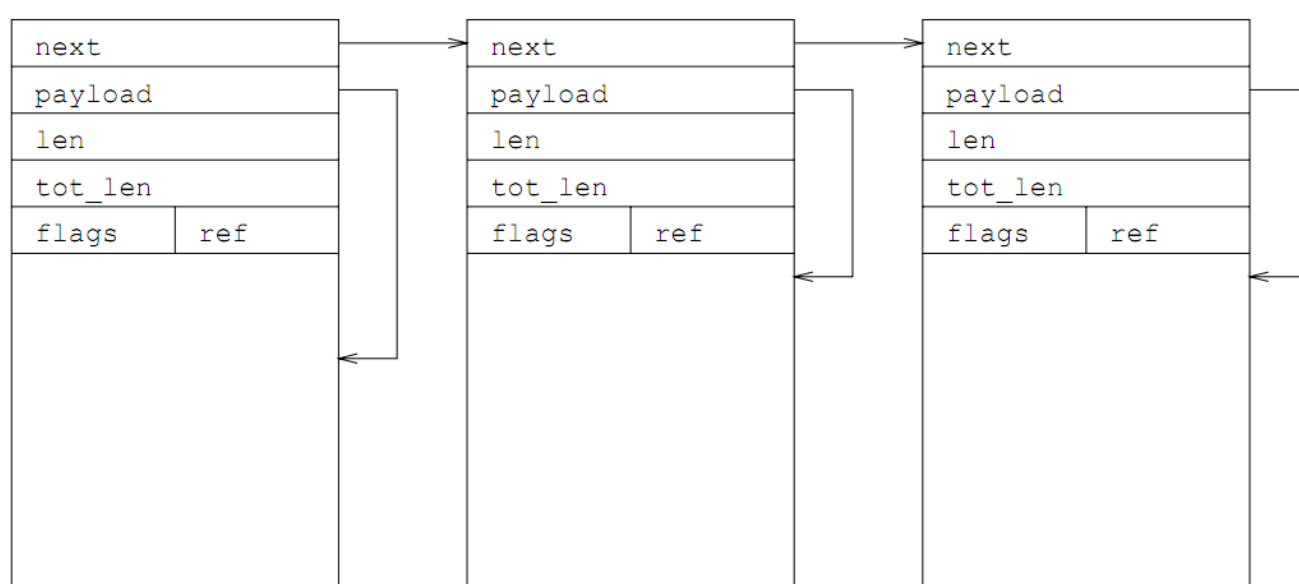 next next next
payload payload payload
len len len
tot_len tot_len tot_len
flags ref flags ref flags ref